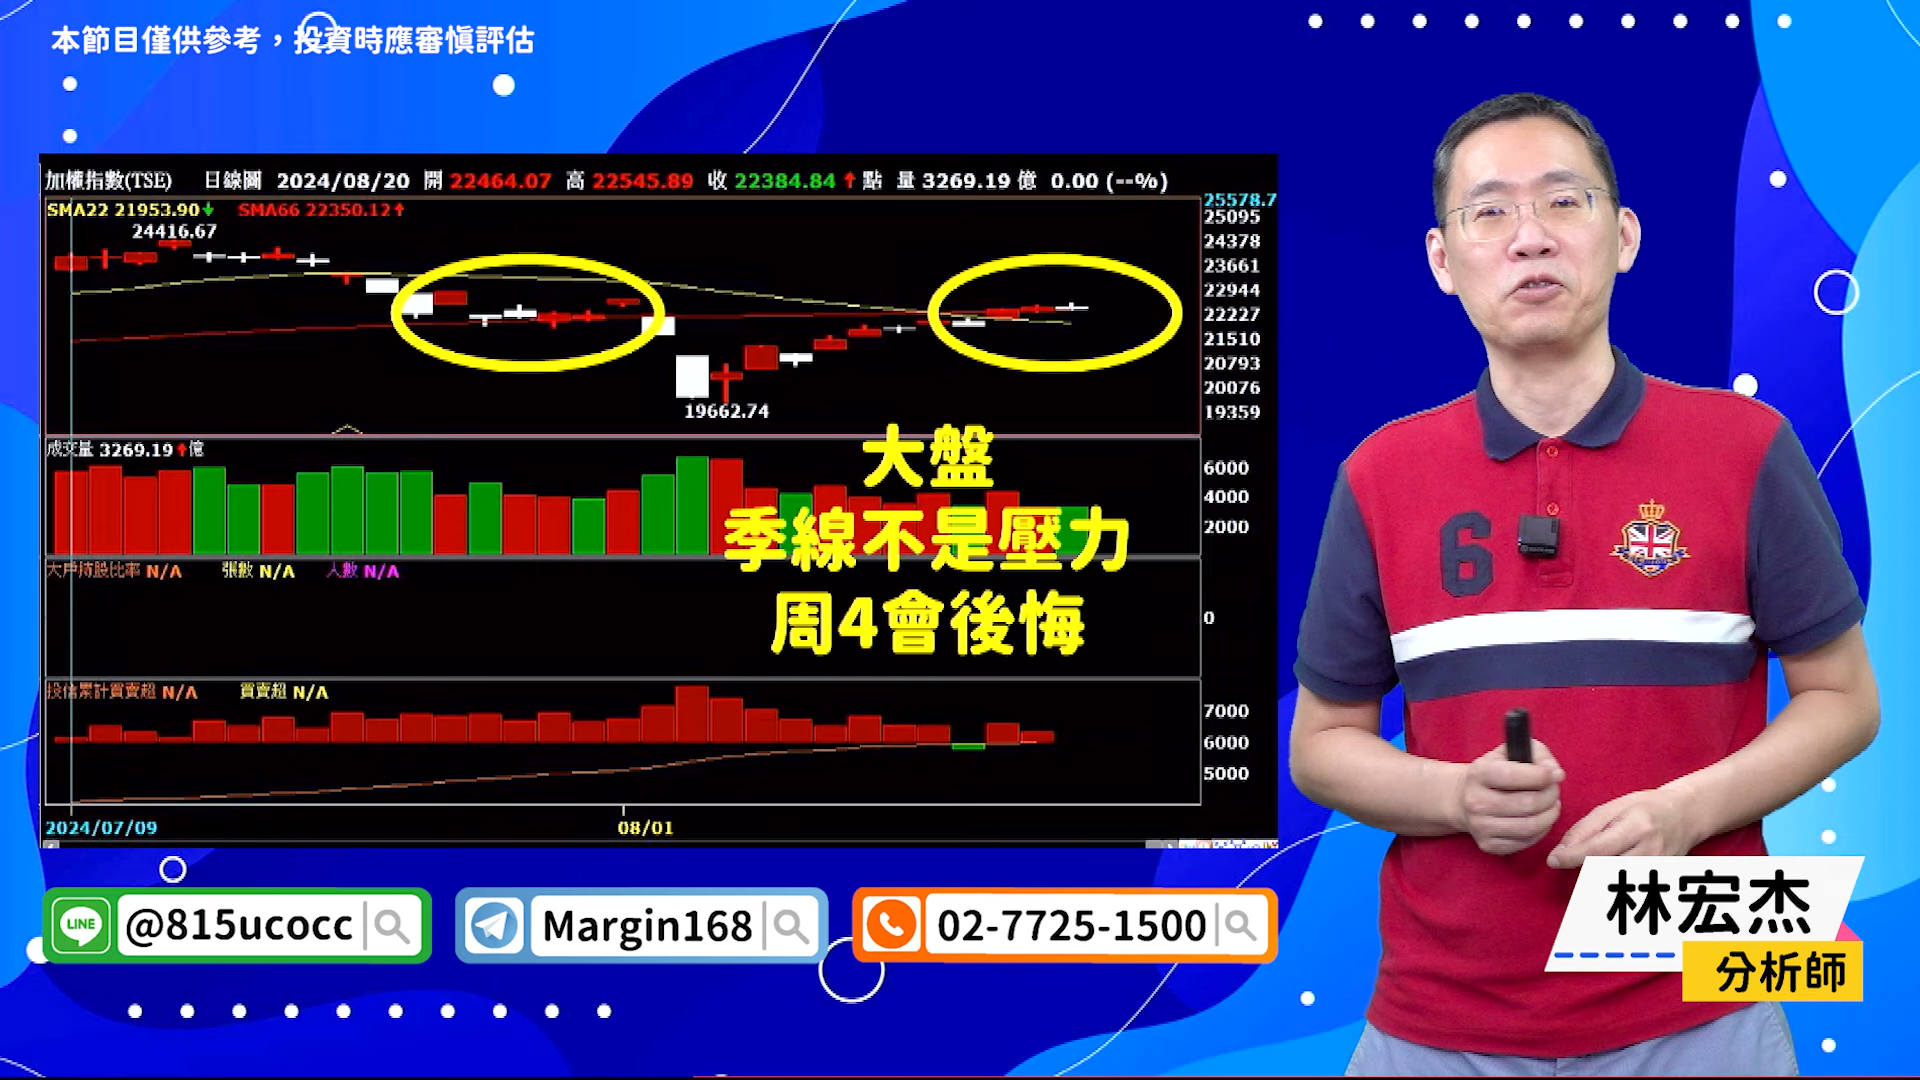 本節目僅供參考，投資時應審慎評估
加權指數(TSE) 日線圖 2024/08/20 開 22464.07 高 22545.89 收 22384.84↑點 量 3269.19 億 0.00 (--%)
SMA22 21953.90↓ SMA66 22350.12↑
24416.67
19662.74
25578.7
25095
24378
23661
22944
22227
21510
20793
20076
19359
成交量 3269.19↑億
6000
4000
2000
大盤
季線不是壓力
周4會後悔
大戶持股比率 N/A 張數 N/A 人數 N/A
0
投信累計買賣超 N/A 買賣超 N/A
7000
6000
5000
2024/07/09
08/01
LINE @815ucocc
Margin168
02-7725-1500
6
林宏杰
分析師